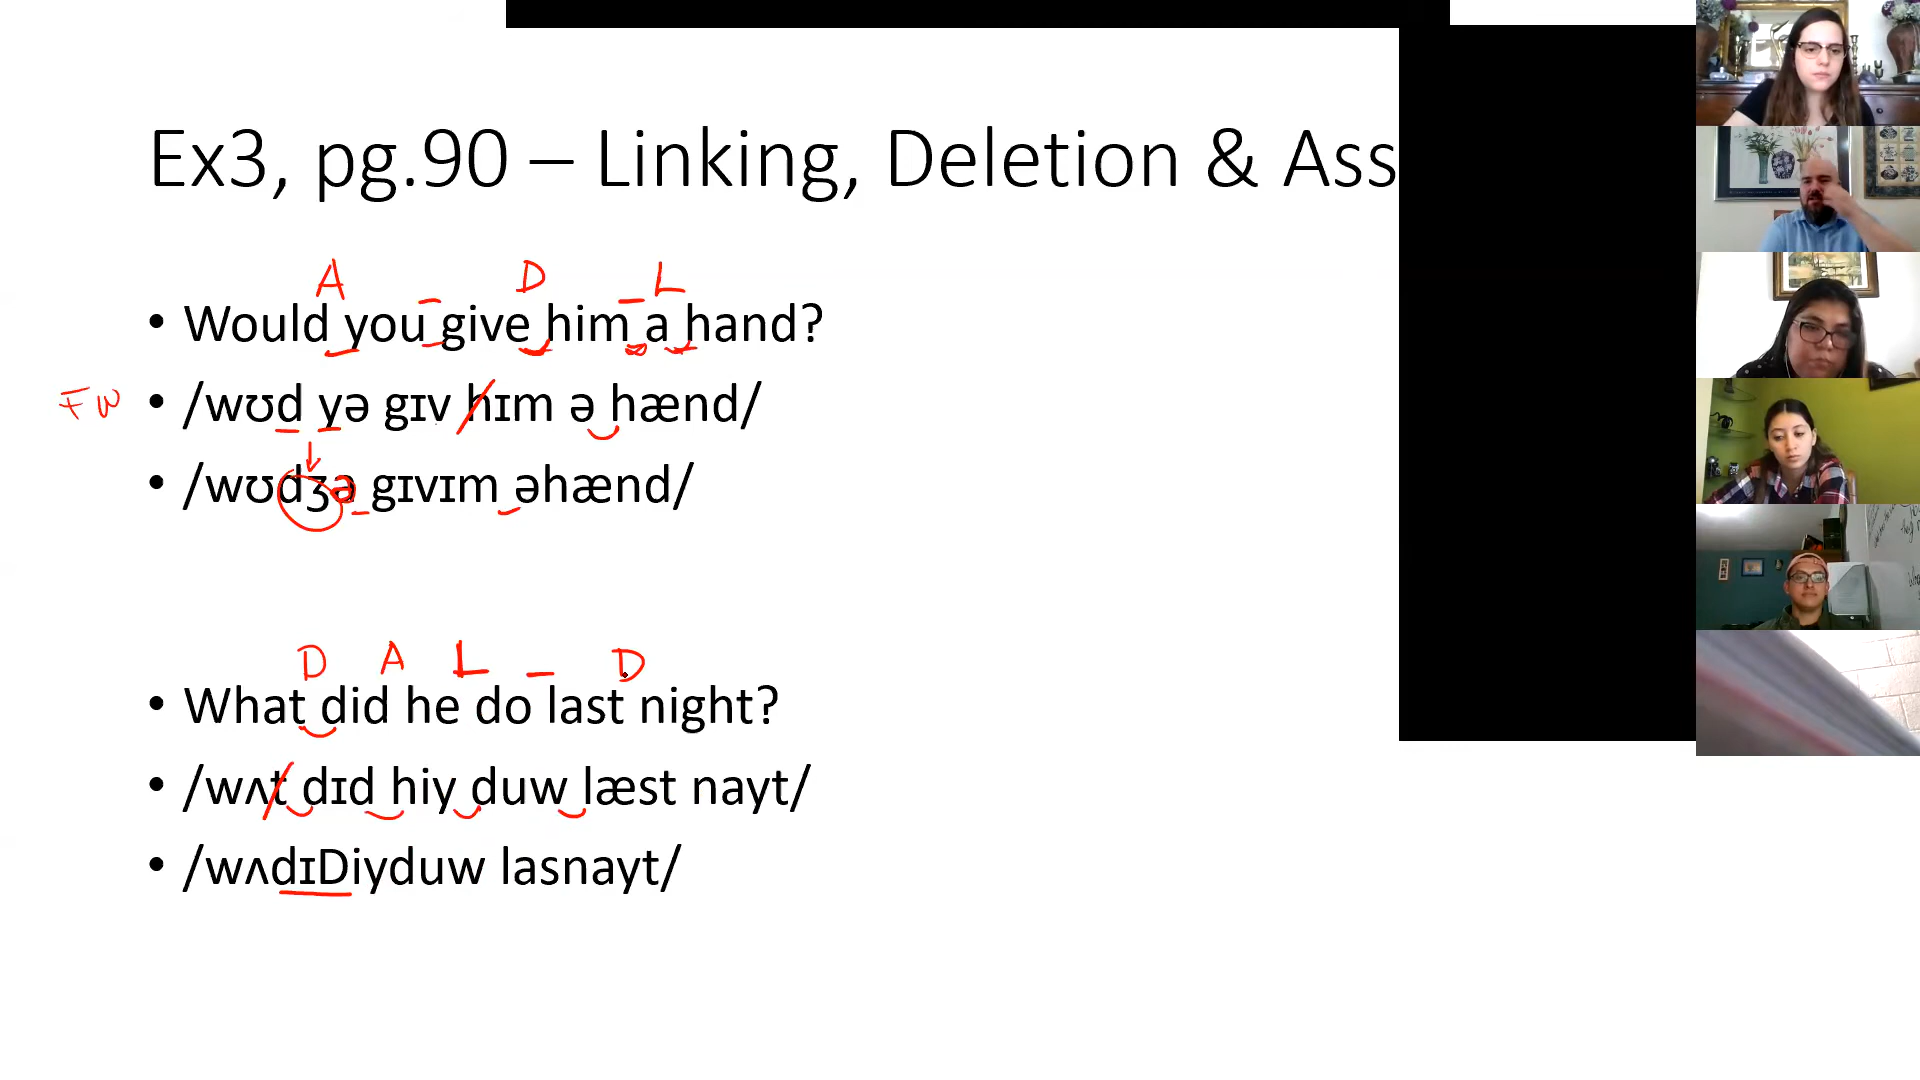 Ex3, pg.90 – Linking, Deletion & Ass
A – D – L
• Would you give him a hand?
FW • /wʊd yə gɪv hɪm ə hænd/
• /wʊdʒə gɪvɪm əhænd/
D A L – D
• What did he do last night?
• /wʌt dɪd hiy duw læst nayt/
• /wʌdɪDiyduw lasnayt/